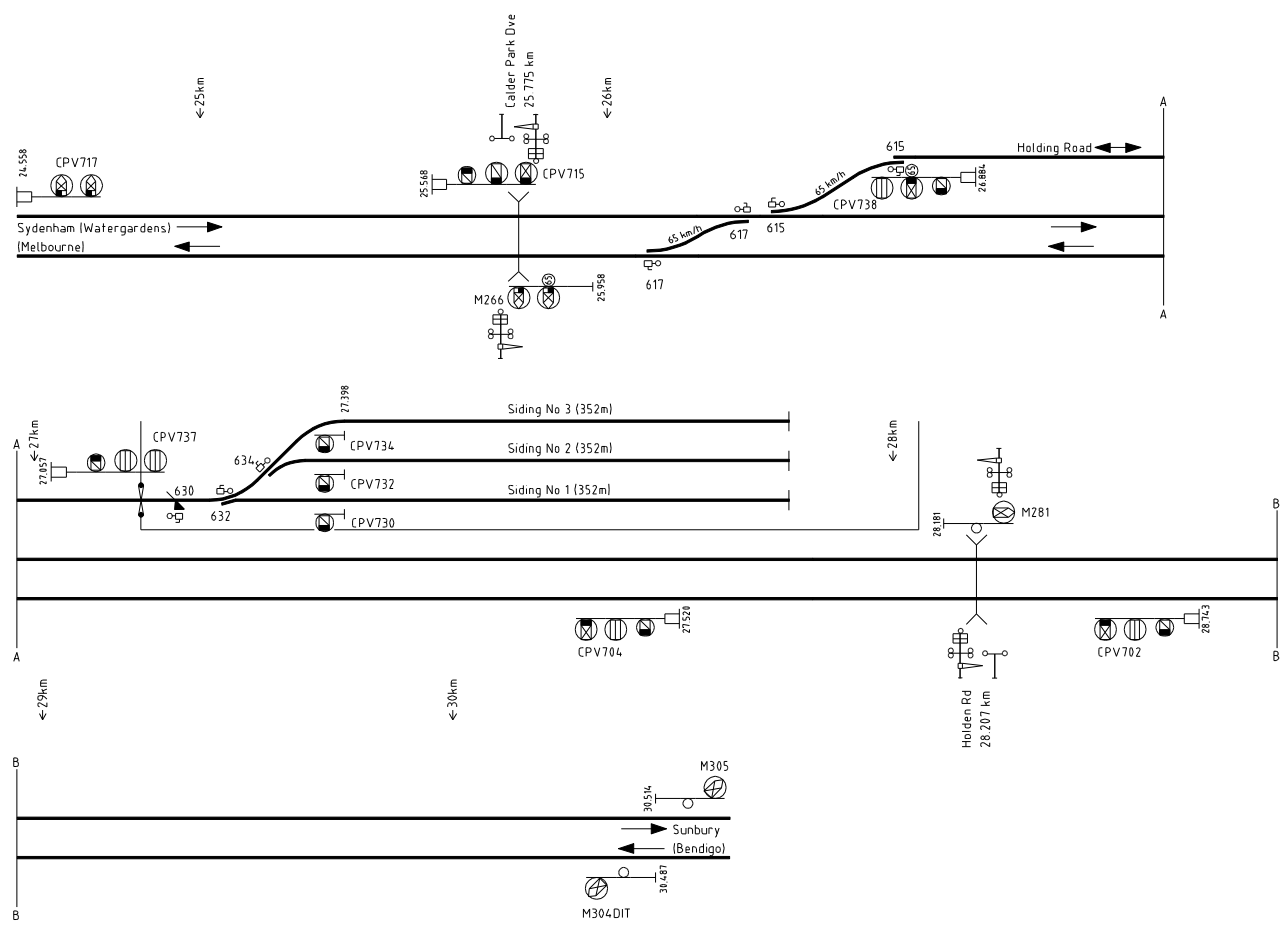 Calder Park Dve
25.775 km
25km
26km
A
24.558
CPV717
25.568
CPV715
615
Holding Road
65
26.884
65 km/h
CPV738
Sydenham (Watergardens)
(Melbourne)
65 km/h
617
615
M266
65
25.958
617
A
27.398
Siding No 3 (352m)
27km
CPV737
28km
A
27.057
634
CPV734
Siding No 2 (352m)
630
CPV732
Siding No 1 (352m)
632
CPV730
28.181
M281
B
CPV704
27.520
CPV702
28.743
A
B
29km
30km
Holden Rd
28.207 km
B
M305
30.514
Sunbury
(Bendigo)
30.487
M304DIT
B